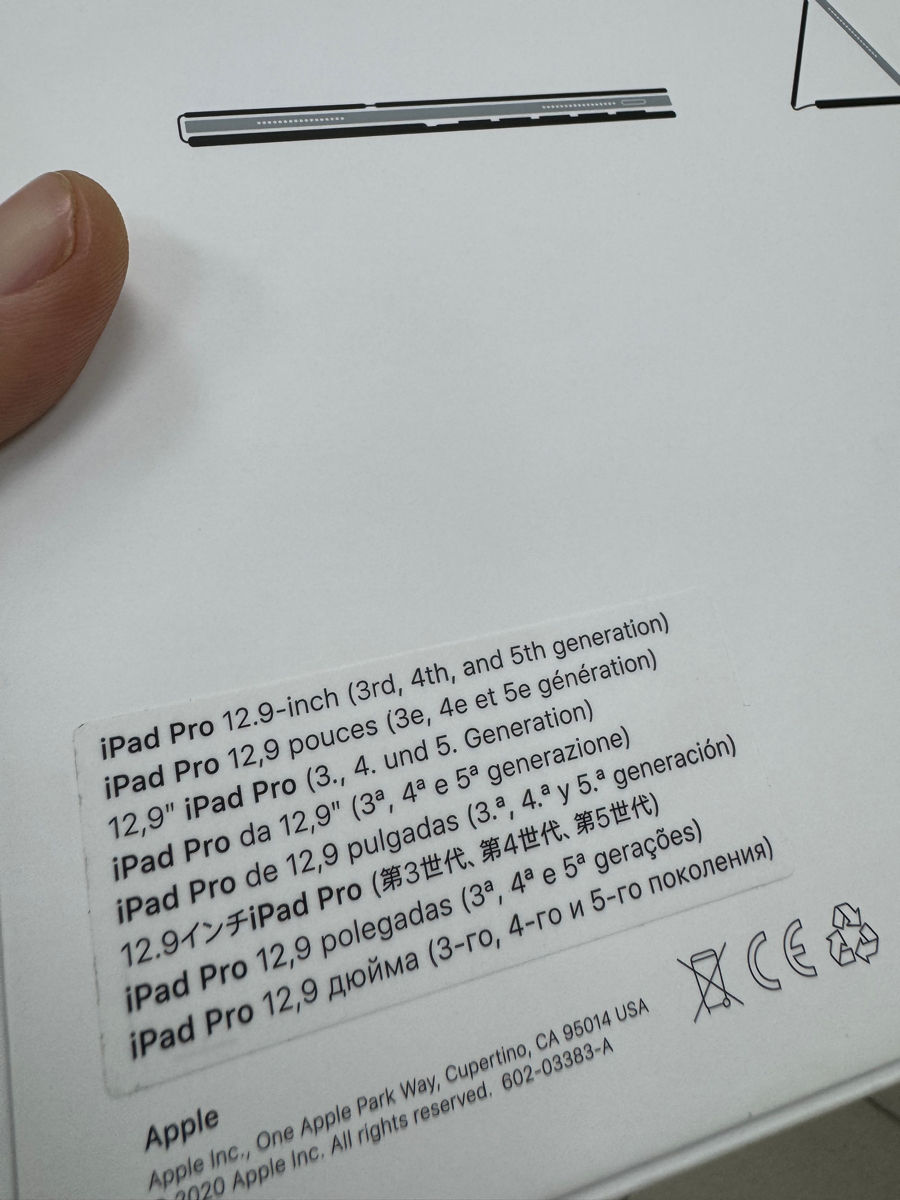 iPad Pro 12.9-inch (3rd, 4th, and 5th generation)
iPad Pro 12,9 pouces (3e, 4e et 5e génération)
12,9" iPad Pro (3., 4. und 5. Generation)
iPad Pro da 12,9" (3ª, 4ª e 5ª generazione)
iPad Pro de 12,9 pulgadas (3.ª, 4.ª y 5.ª generación)
12.9インチiPad Pro (第3世代、第4世代、第5世代)
iPad Pro 12,9 polegadas (3ª, 4ª e 5ª gerações)
iPad Pro 12,9 дюйма (3-го, 4-го и 5-го поколения)
CE
Apple
Apple Inc., One Apple Park Way, Cupertino, CA 95014 USA
© 2020 Apple Inc. All rights reserved. 602-03383-A